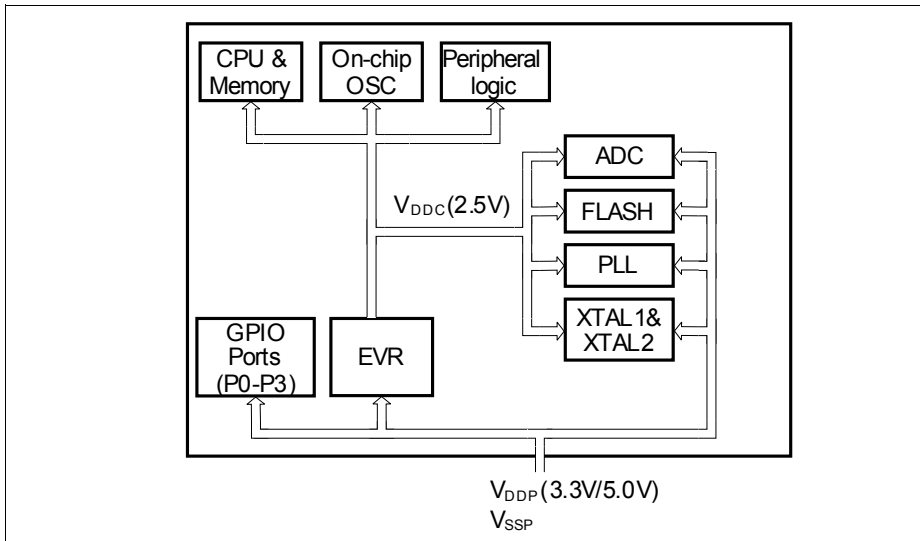 CPU &
Memory
On-chip
OSC
Peripheral
logic
ADC
VDDC (2.5V)
FLASH
PLL
XTAL1&
XTAL2
GPIO
Ports
(P0-P3)
EVR
VDDP (3.3V/5.0V)
VSSP